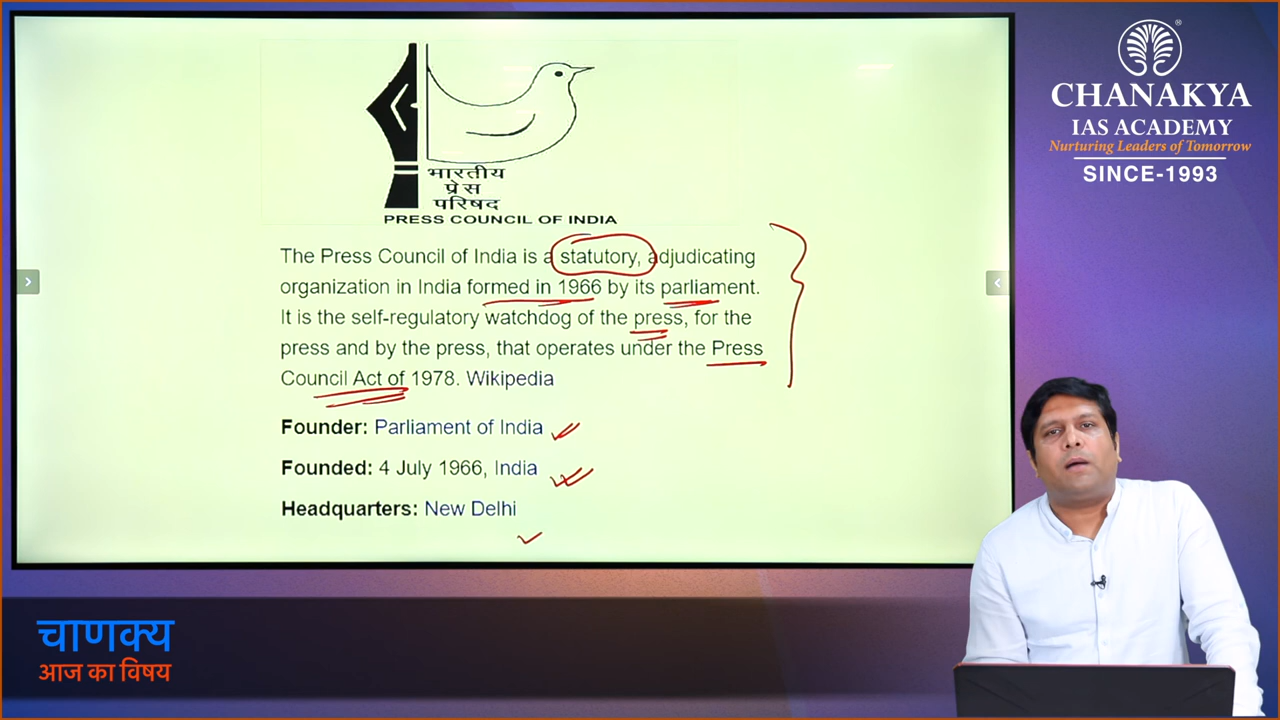 भारतीय
प्रेस
परिषद
PRESS COUNCIL OF INDIA
The Press Council of India is a statutory, adjudicating
organization in India formed in 1966 by its parliament.
It is the self-regulatory watchdog of the press, for the
press and by the press, that operates under the Press
Council Act of 1978. Wikipedia
Founder: Parliament of India
Founded: 4 July 1966, India
Headquarters: New Delhi
®
CHANAKYA
IAS ACADEMY
Nurturing Leaders of Tomorrow
SINCE-1993
चाणक्य
आज का विषय